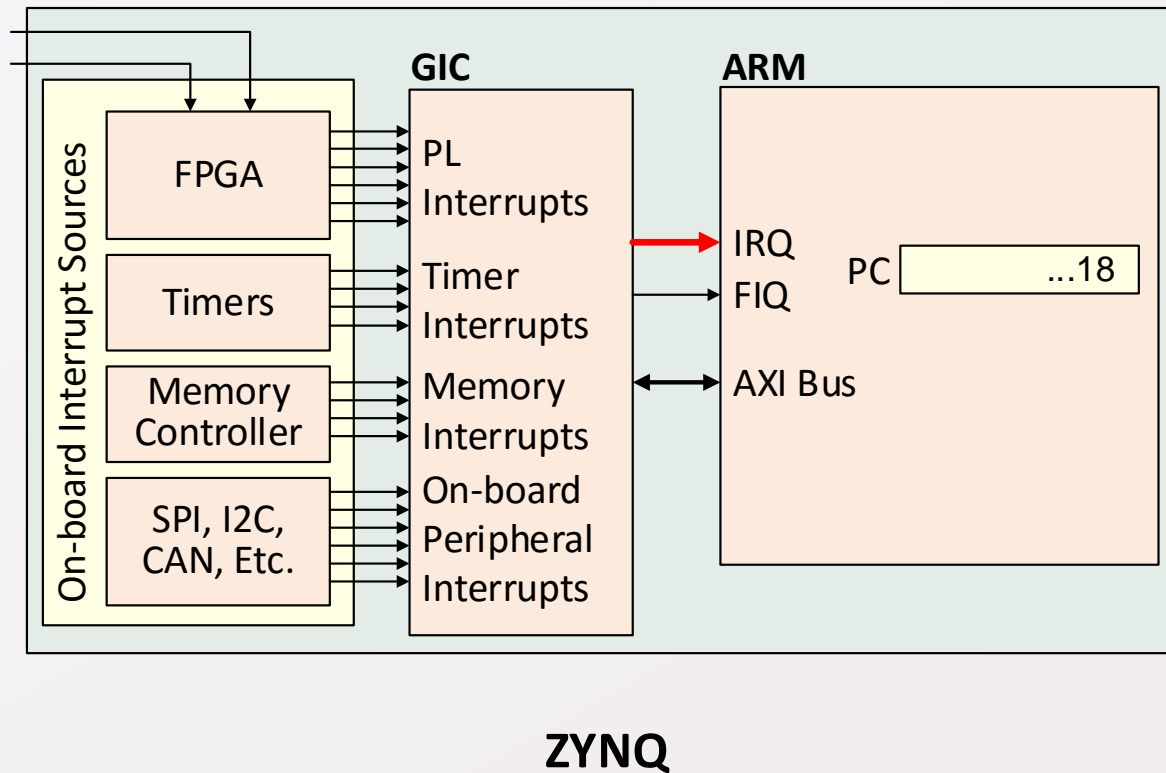 GIC
ARM
On-board Interrupt Sources
FPGA
Timers
Memory
Controller
SPI, I2C,
CAN, Etc.
PL
Interrupts
Timer
Interrupts
Memory
Interrupts
On-board
Peripheral
Interrupts
IRQ
FIQ
AXI Bus
PC
...18
ZYNQ